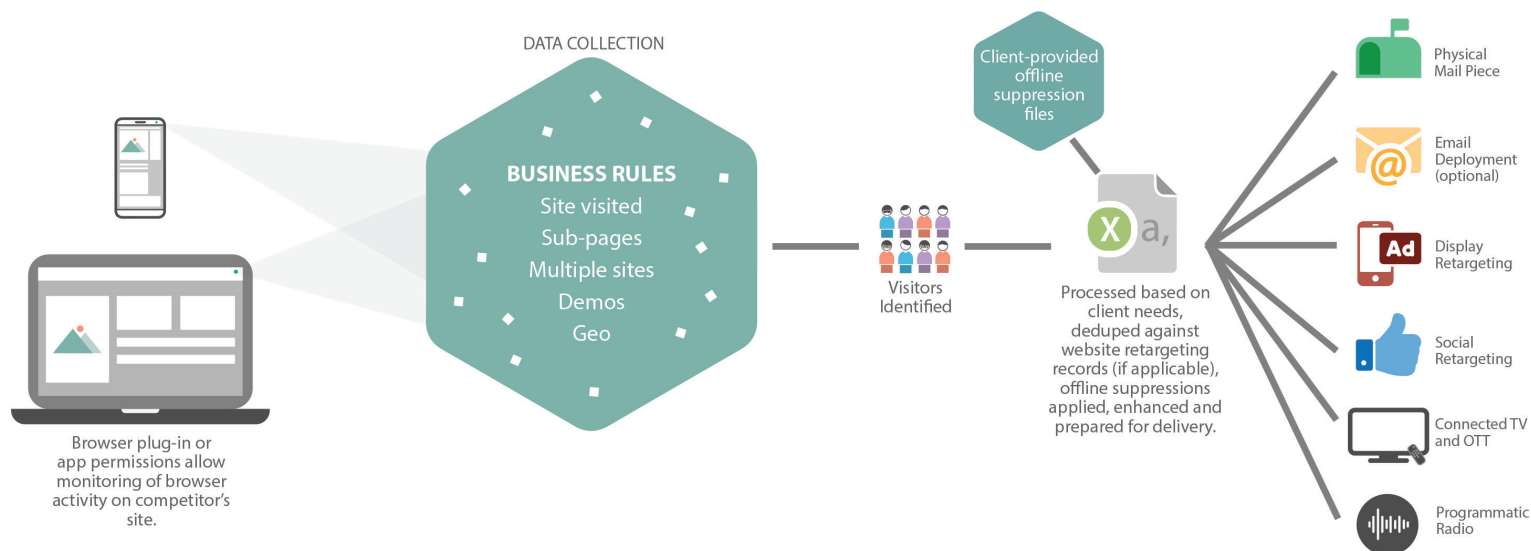 DATA COLLECTION
BUSINESS RULES
Site visited
Sub-pages
Multiple sites
Demos
Geo
Browser plug-in or
app permissions allow
monitoring of browser
activity on competitor's
site.
Visitors
Identified
Client-provided
offline
suppression
files
X a,
Processed based on
client needs,
deduped against
website retargeting
records (if applicable),
offline suppressions
applied, enhanced and
prepared for delivery.
Physical
Mail Piece
@
Email
Deployment
(optional)
Ad
Display
Retargeting
Social
Retargeting
Connected TV
and OTT
Programmatic
Radio